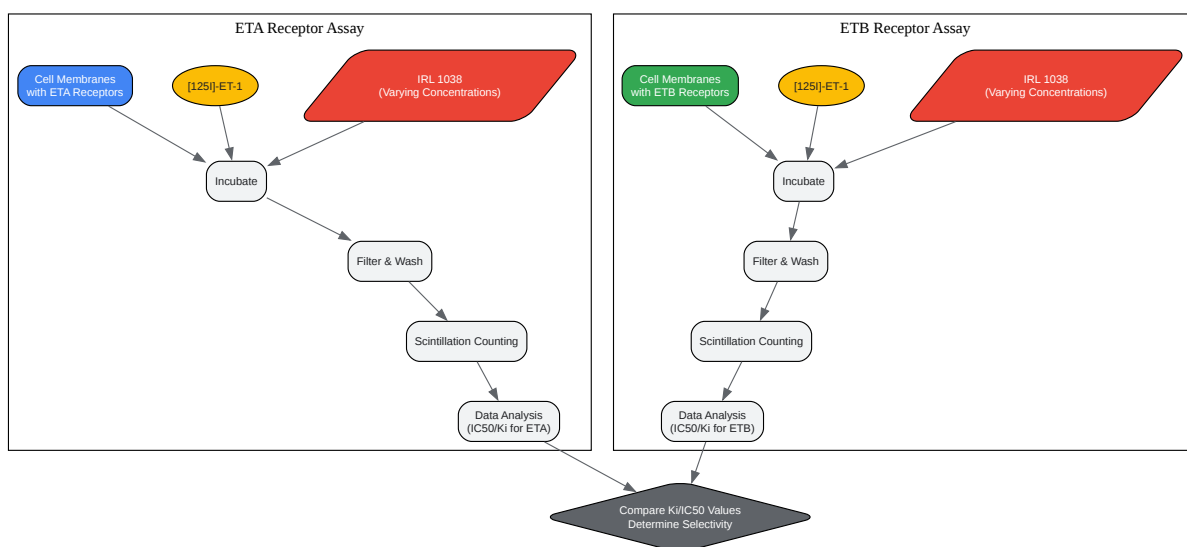 ETA Receptor Assay
Cell Membranes
with ETA Receptors
[125I]-ET-1
IRL 1038
(Varying Concentrations)
Incubate
Filter & Wash
Scintillation Counting
Data Analysis
(IC50/Ki for ETA)
ETB Receptor Assay
Cell Membranes
with ETB Receptors
[125I]-ET-1
IRL 1038
(Varying Concentrations)
Incubate
Filter & Wash
Scintillation Counting
Data Analysis
(IC50/Ki for ETB)
Compare Ki/IC50 Values
Determine Selectivity